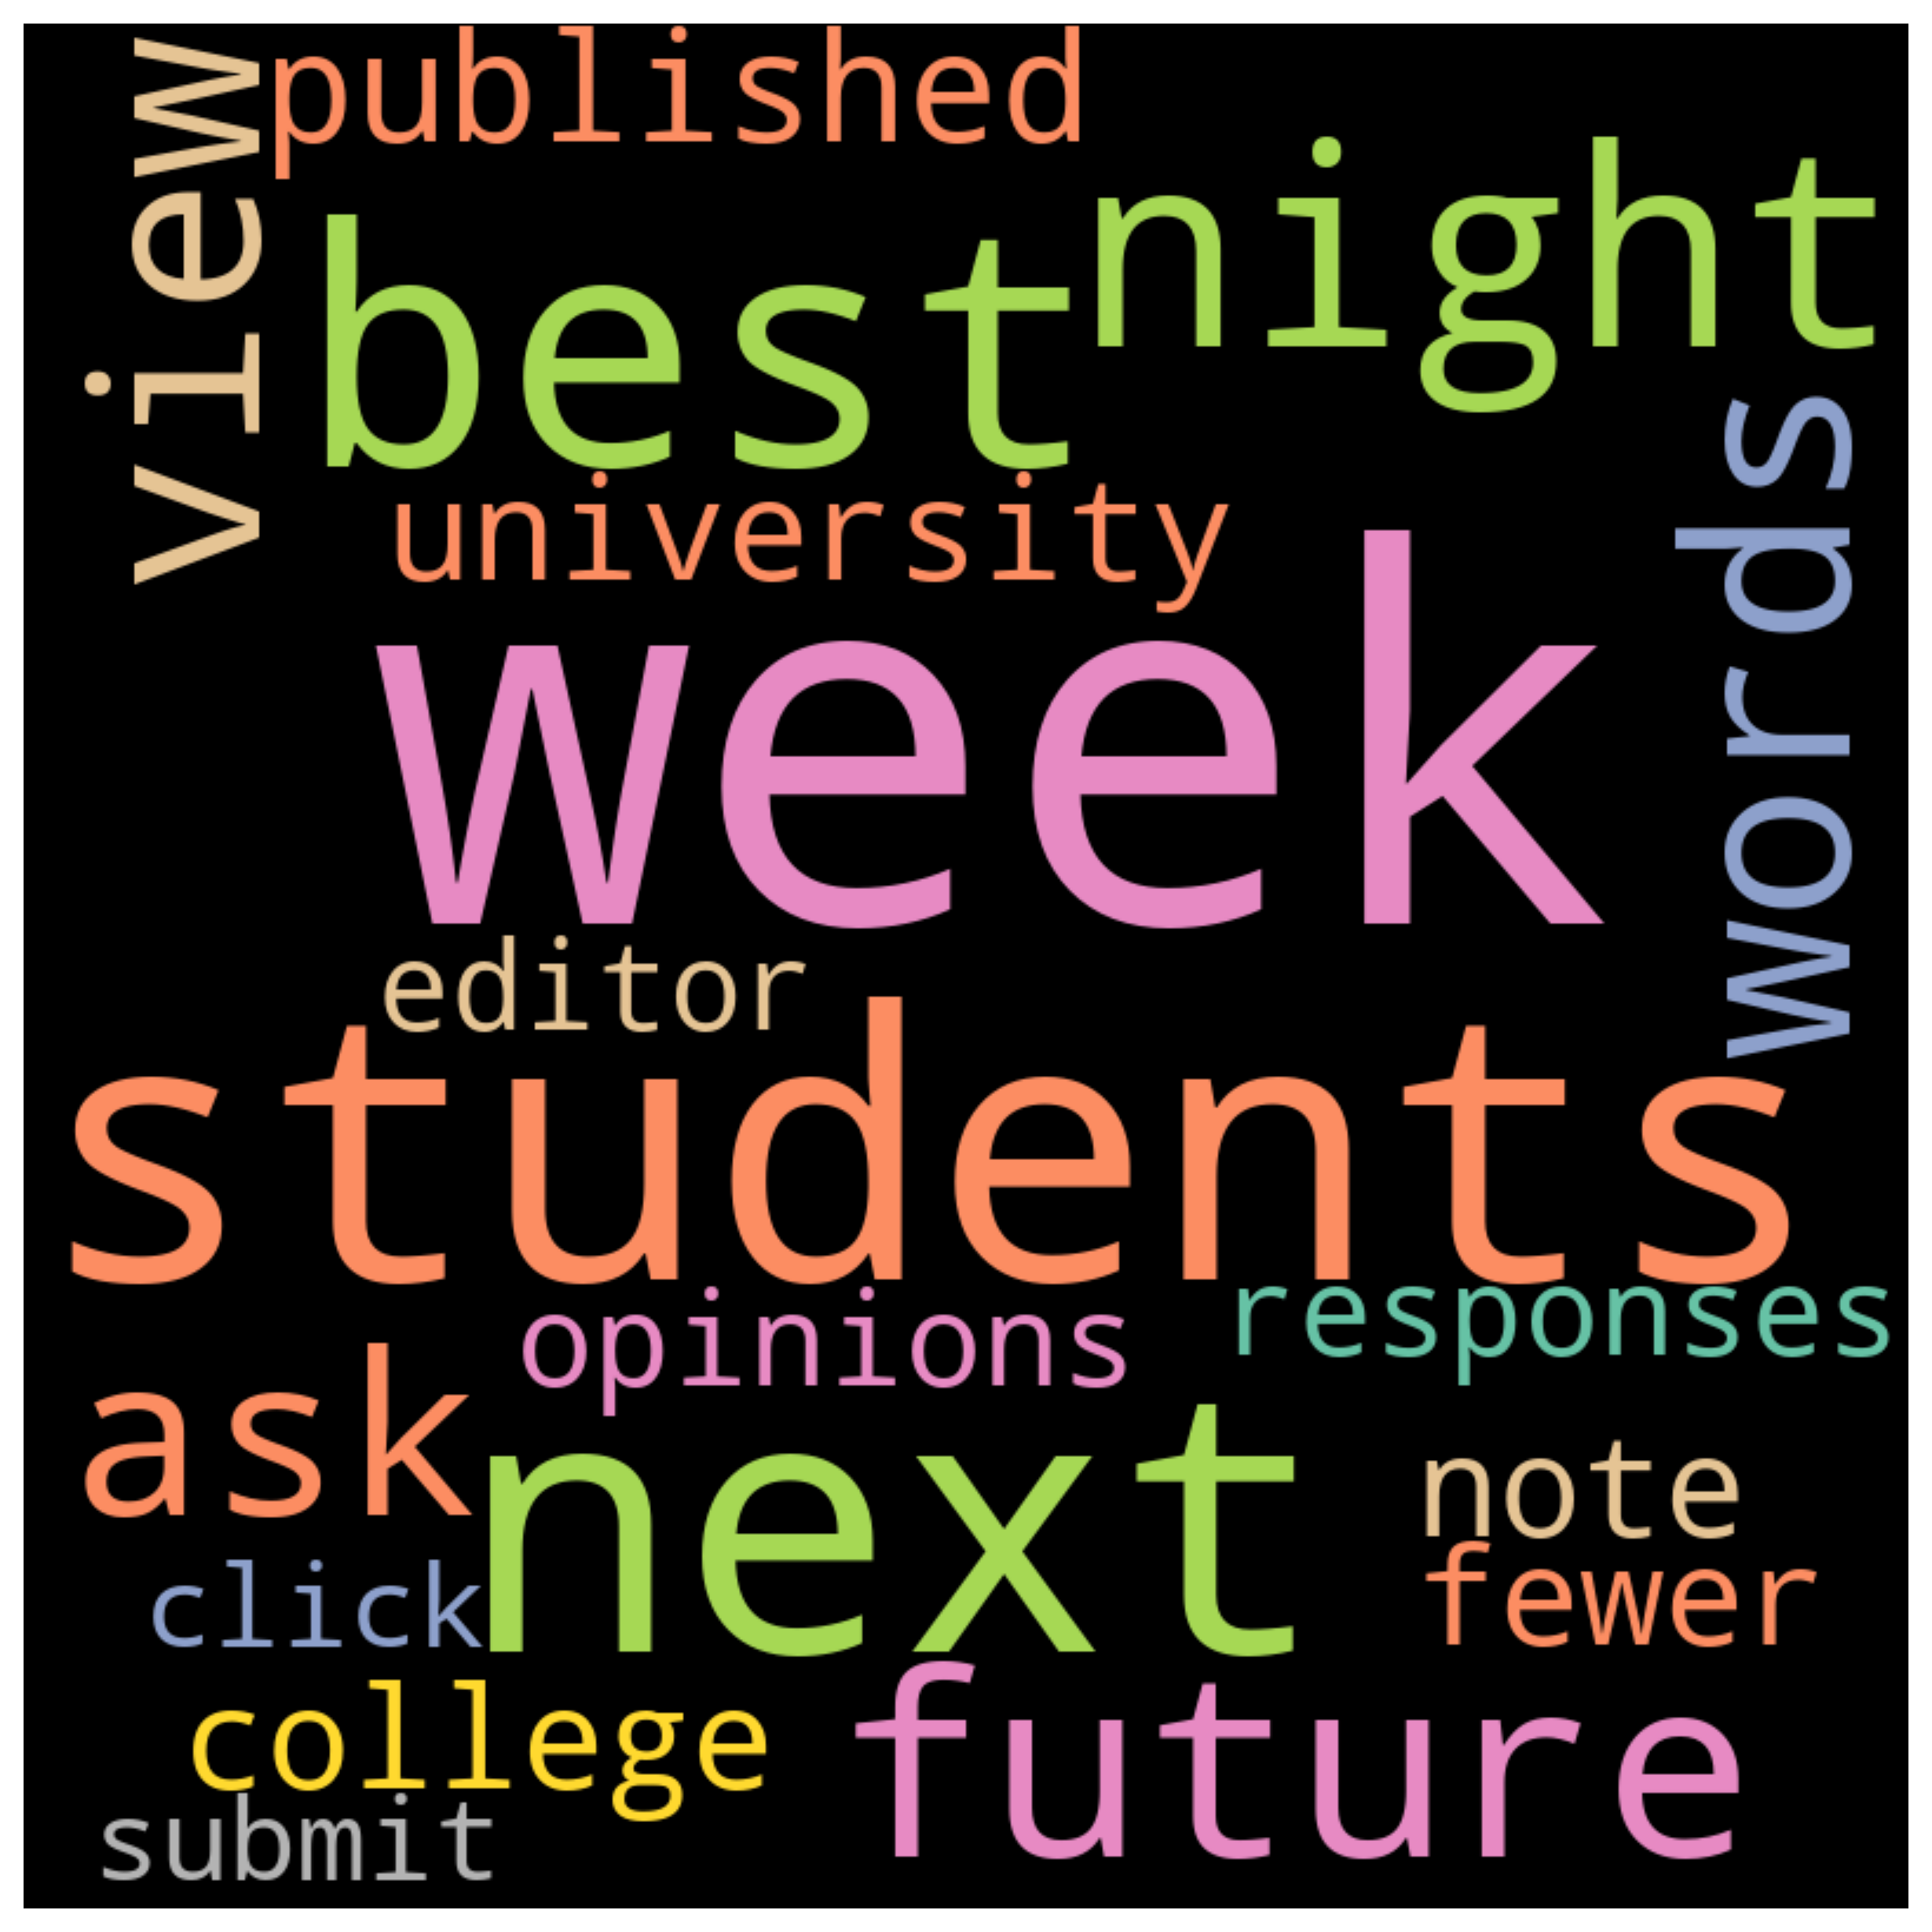 view
published
best
night
university
words
week
editor
students
opinions
responses
ask
next
note
click
fewer
college
future
submit